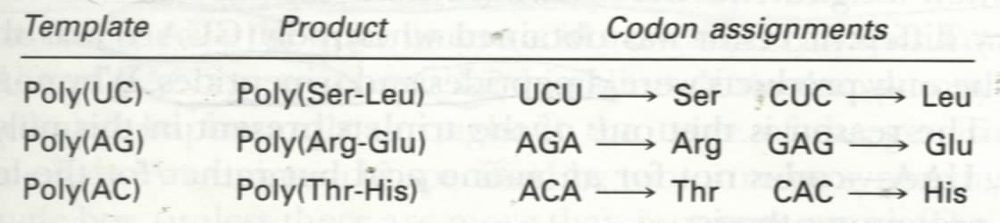 Template Product Codon assignments
Poly(UC) Poly(Ser-Leu) UCU → Ser CUC → Leu
Poly(AG) Poly(Arg-Glu) AGA → Arg GAG → Glu
Poly(AC) Poly(Thr-His) ACA → Thr CAC → His